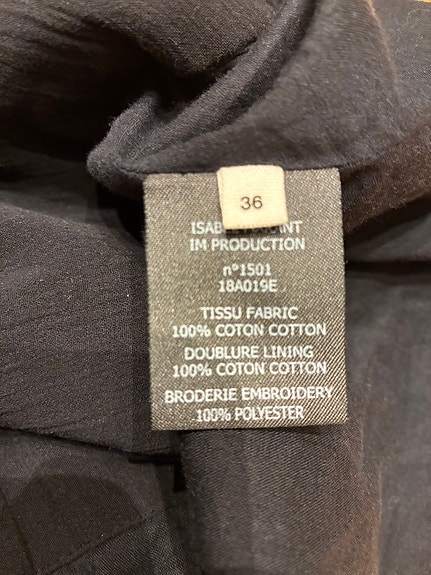 36
IM PRODUCTION
n°1501
18A019E
TISSU FABRIC
100% COTON COTTON
DOUBLURE LINING
100% COTON COTTON
BRODERIE EMBROIDERY
100% POLYESTER